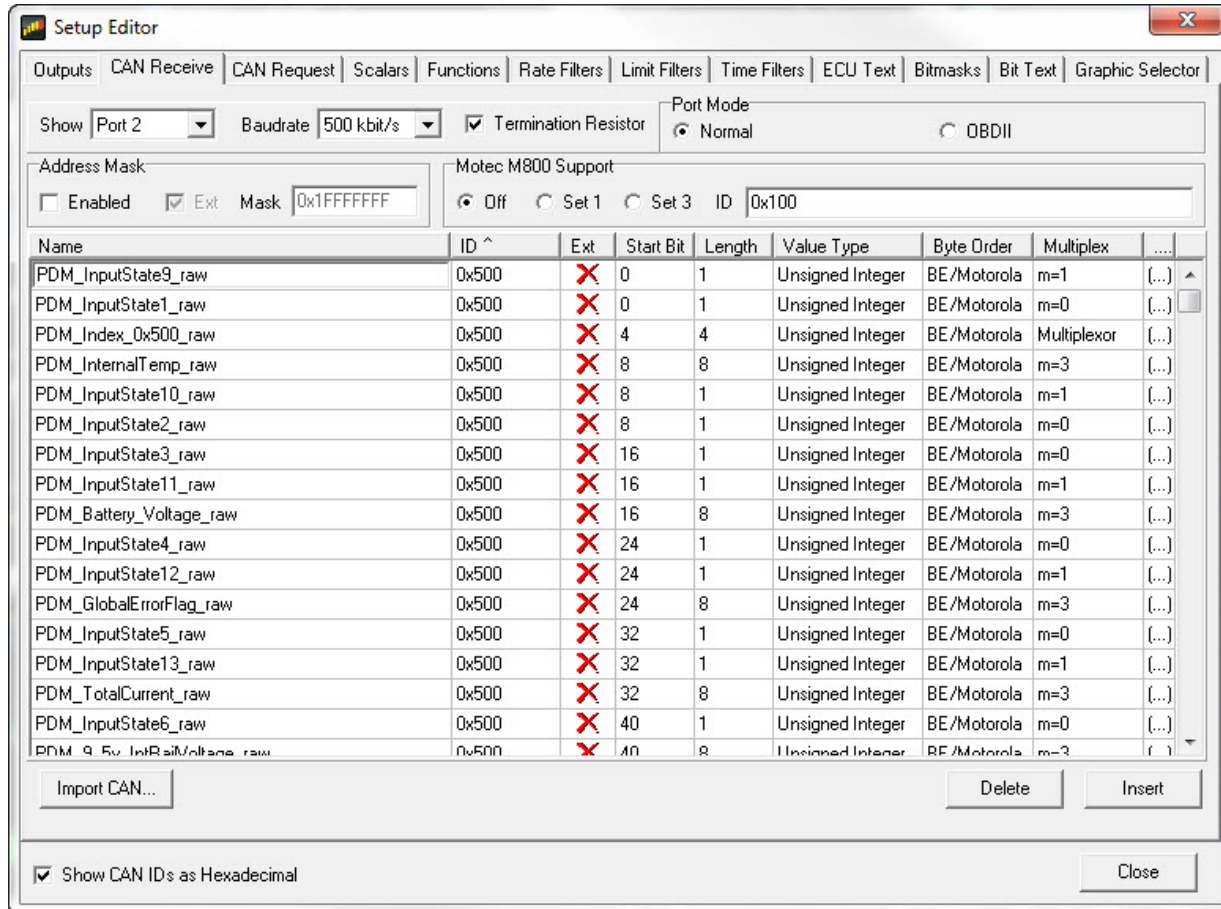 Setup Editor
Outputs CAN Receive CAN Request Scalars Functions Rate Filters Limit Filters Time Filters ECU Text Bitmasks Bit Text Graphic Selector
Port Mode
Show Port 2 Baudrate 500 kbit/s Termination Resistor Normal OBDII
Address Mask Motec M800 Support
Enabled Ext Mask 0x1FFFFFFF Off Set 1 Set 3 ID 0x100
Name ID ^ Ext Start Bit Length Value Type Byte Order Multiplex ....
PDM_InputState9_raw 0x500 0 1 Unsigned Integer BE/Motorola m=1 (...)
PDM_InputState1_raw 0x500 0 1 Unsigned Integer BE/Motorola m=0 (...)
PDM_Index_0x500_raw 0x500 4 4 Unsigned Integer BE/Motorola Multiplexor (...)
PDM_InternalTemp_raw 0x500 8 8 Unsigned Integer BE/Motorola m=3 (...)
PDM_InputState10_raw 0x500 8 1 Unsigned Integer BE/Motorola m=1 (...)
PDM_InputState2_raw 0x500 8 1 Unsigned Integer BE/Motorola m=0 (...)
PDM_InputState3_raw 0x500 16 1 Unsigned Integer BE/Motorola m=0 (...)
PDM_InputState11_raw 0x500 16 1 Unsigned Integer BE/Motorola m=1 (...)
PDM_Battery_Voltage_raw 0x500 16 8 Unsigned Integer BE/Motorola m=3 (...)
PDM_InputState4_raw 0x500 24 1 Unsigned Integer BE/Motorola m=0 (...)
PDM_InputState12_raw 0x500 24 1 Unsigned Integer BE/Motorola m=1 (...)
PDM_GlobalErrorFlag_raw 0x500 24 8 Unsigned Integer BE/Motorola m=3 (...)
PDM_InputState5_raw 0x500 32 1 Unsigned Integer BE/Motorola m=0 (...)
PDM_InputState13_raw 0x500 32 1 Unsigned Integer BE/Motorola m=1 (...)
PDM_TotalCurrent_raw 0x500 32 8 Unsigned Integer BE/Motorola m=3 (...)
PDM_InputState6_raw 0x500 40 1 Unsigned Integer BE/Motorola m=0 (...)
PDM_9_5v_IntRailVoltage_raw 0x500 40 8 Unsigned Integer BE/Motorola m=3 (...)
Import CAN... Delete Insert
Show CAN IDs as Hexadecimal Close